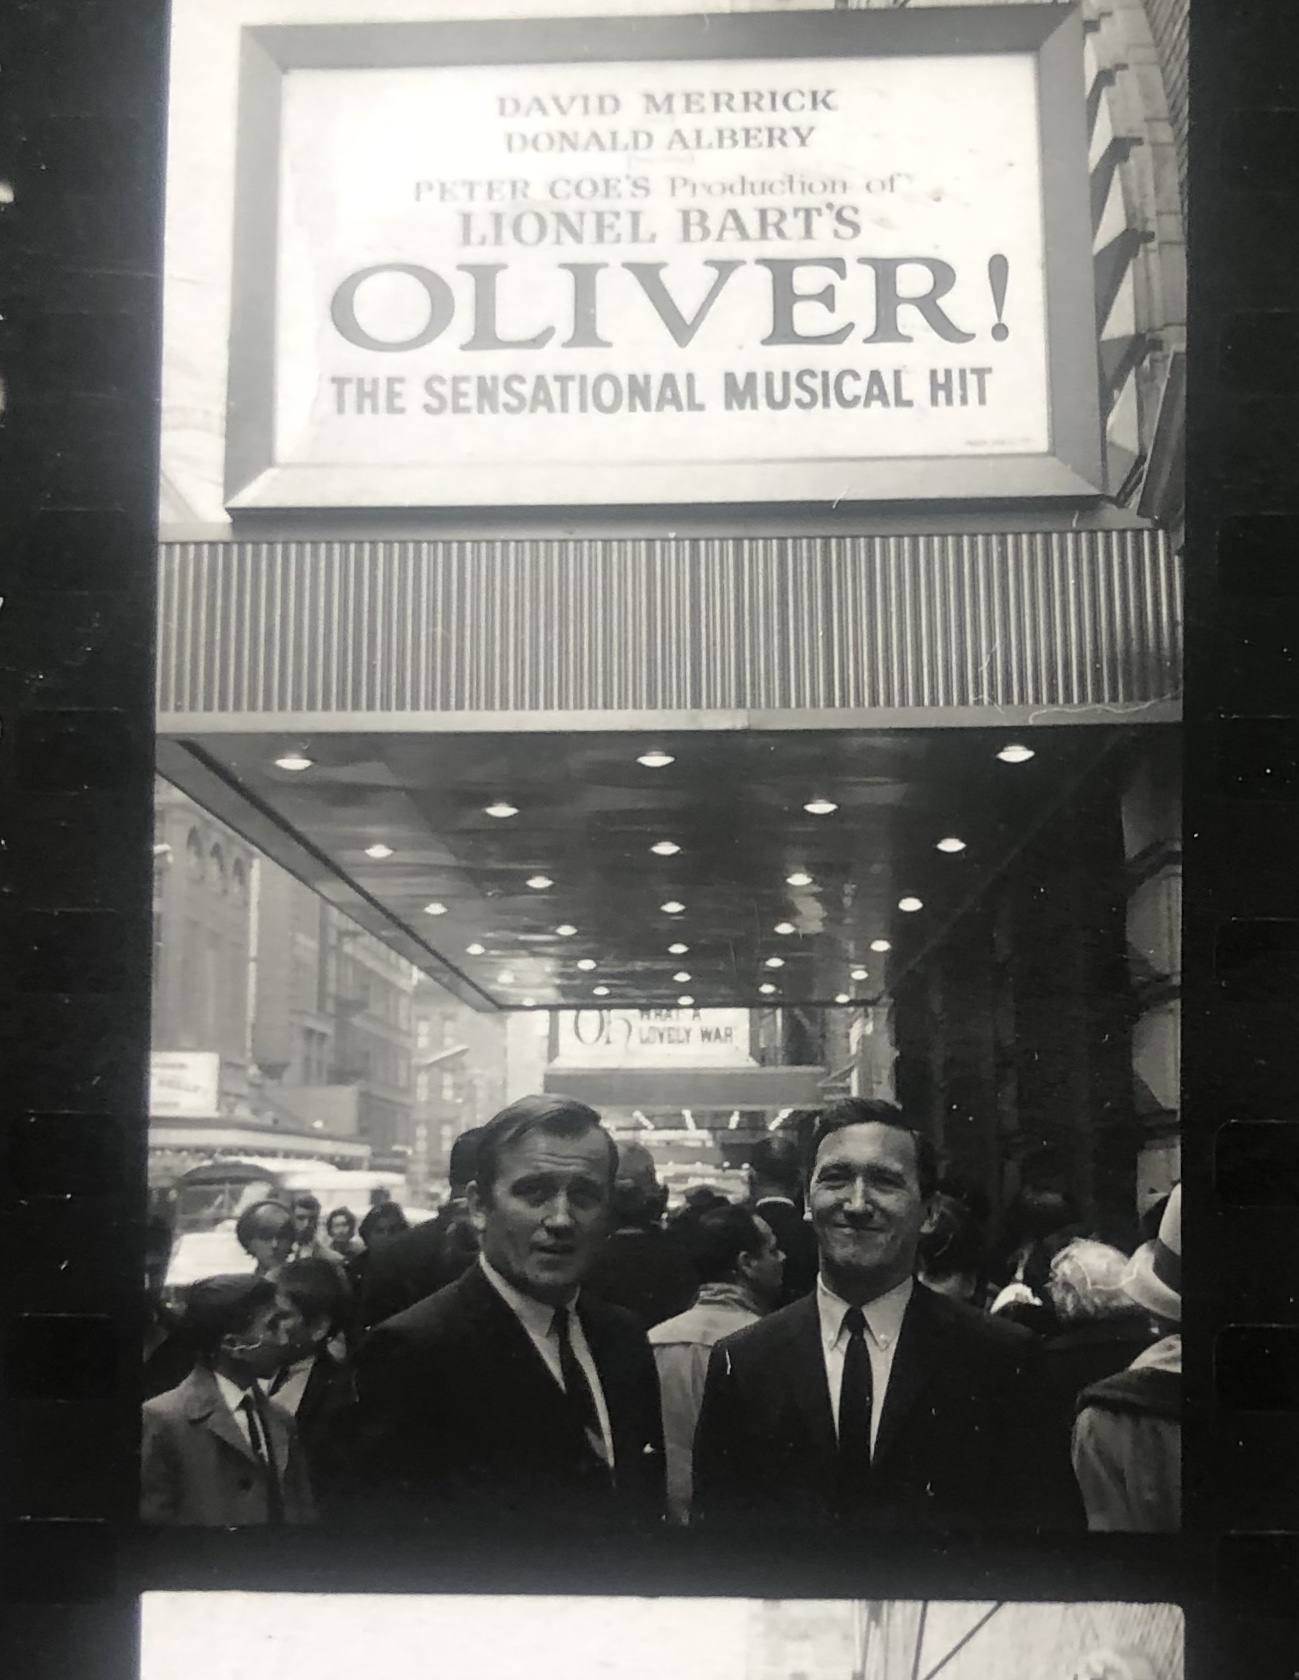 DAVID MERRICK
DONALD ALBERY
PETER COE'S Production of
LIONEL BART'S
OLIVER!
THE SENSATIONAL MUSICAL HIT
Oh
WHAT A
LOVELY WAR